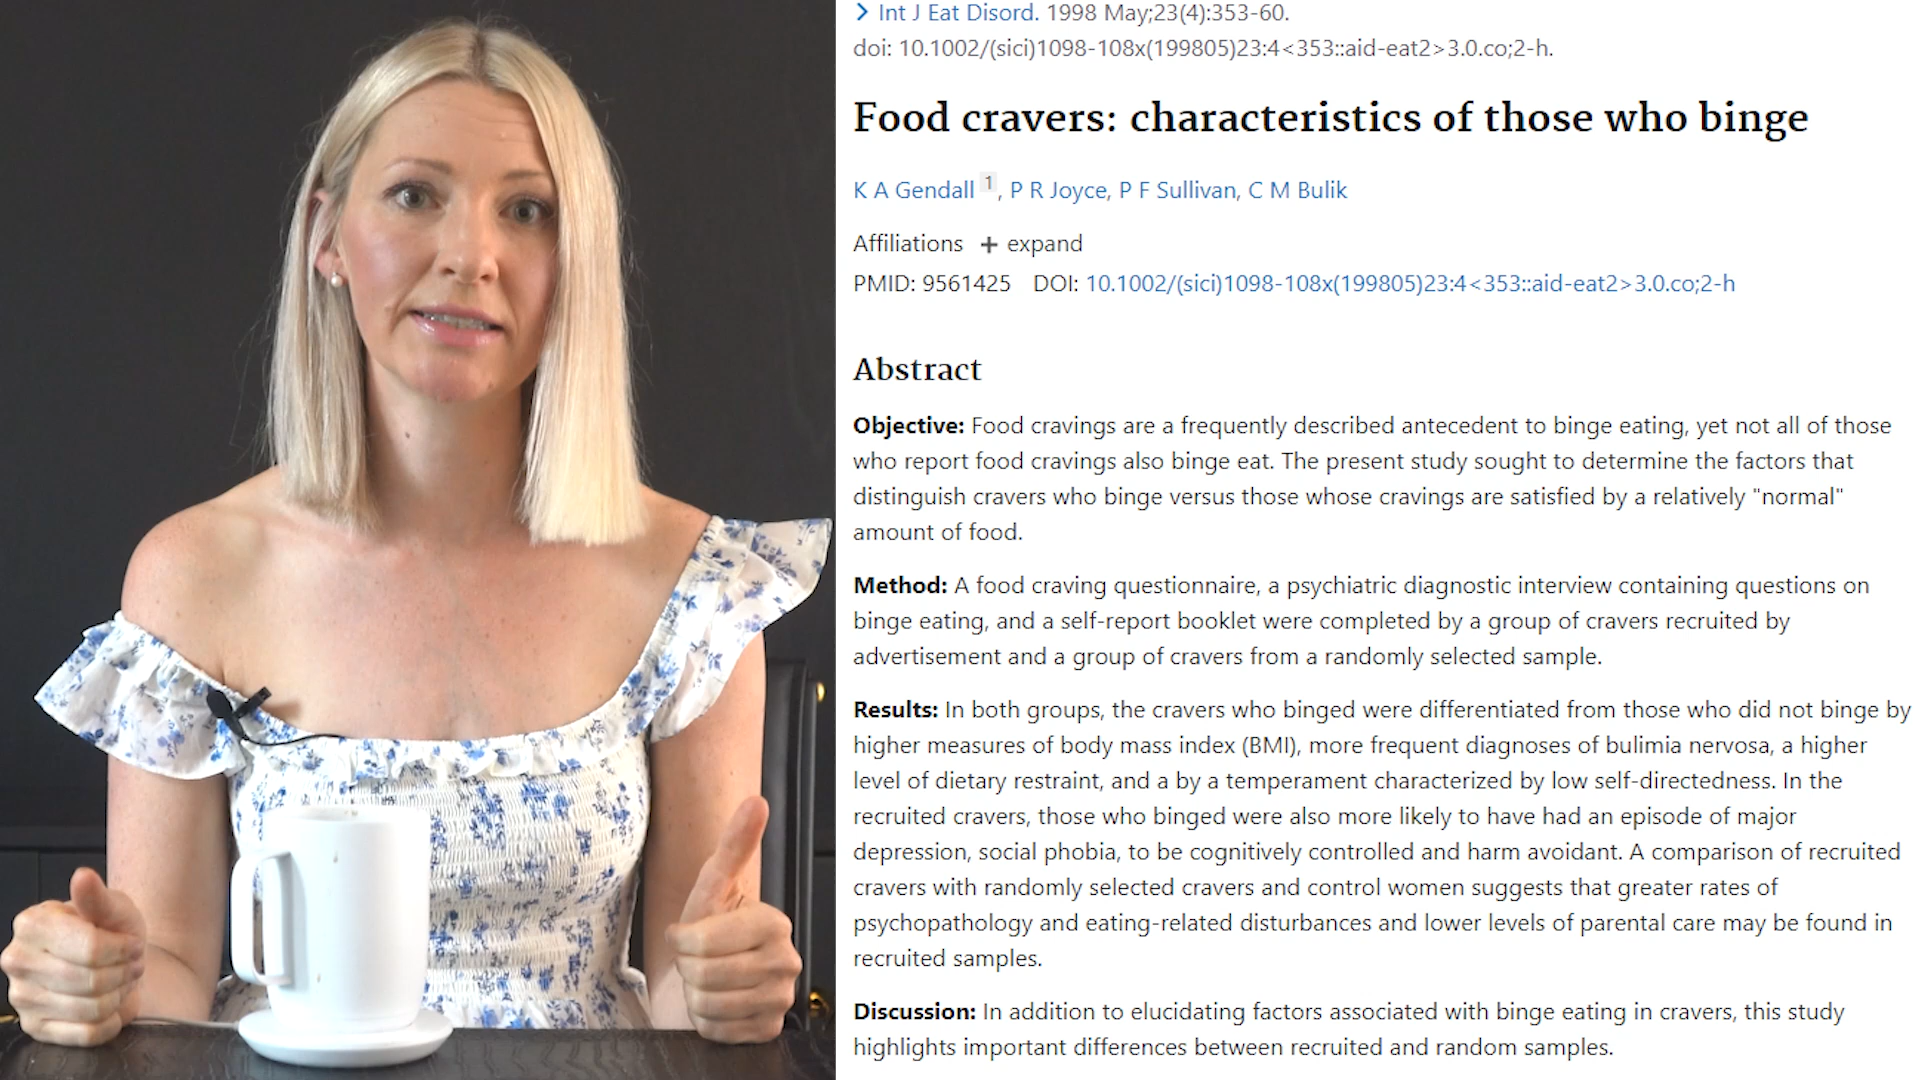 > Int J Eat Disord. 1998 May;23(4):353-60.
doi: 10.1002/(sici)1098-108x(199805)23:4<353::aid-eat2>3.0.co;2-h.
Food cravers: characteristics of those who binge
K A Gendall 1, P R Joyce, P F Sullivan, C M Bulik
Affiliations + expand
PMID: 9561425 DOI: 10.1002/(sici)1098-108x(199805)23:4<353::aid-eat2>3.0.co;2-h
Abstract
Objective: Food cravings are a frequently described antecedent to binge eating, yet not all of those
who report food cravings also binge eat. The present study sought to determine the factors that
distinguish cravers who binge versus those whose cravings are satisfied by a relatively "normal"
amount of food.
Method: A food craving questionnaire, a psychiatric diagnostic interview containing questions on
binge eating, and a self-report booklet were completed by a group of cravers recruited by
advertisement and a group of cravers from a randomly selected sample.
Results: In both groups, the cravers who binged were differentiated from those who did not binge by
higher measures of body mass index (BMI), more frequent diagnoses of bulimia nervosa, a higher
level of dietary restraint, and a by a temperament characterized by low self-directedness. In the
recruited cravers, those who binged were also more likely to have had an episode of major
depression, social phobia, to be cognitively controlled and harm avoidant. A comparison of recruited
cravers with randomly selected cravers and control women suggests that greater rates of
psychopathology and eating-related disturbances and lower levels of parental care may be found in
recruited samples.
Discussion: In addition to elucidating factors associated with binge eating in cravers, this study
highlights important differences between recruited and random samples.